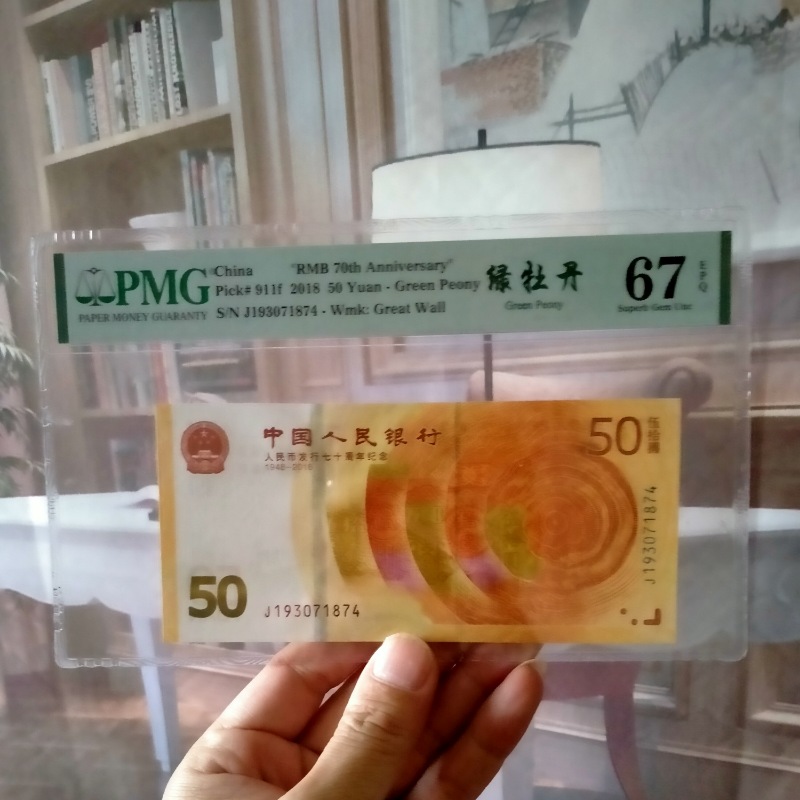 PMG
PAPER MONEY GUARANTY
China "RMB 70th Anniversary"
Pick# 911f 2018 50 Yuan - Green Peony
S/N J193071874 - Wmk: Great Wall
绿牡丹
Green Peony
67
Superb Gem Unc
EPQ
中国人民银行
人民币发行七十周年纪念
1948-2018
50
伍拾圆
J193071874
50
J193071874